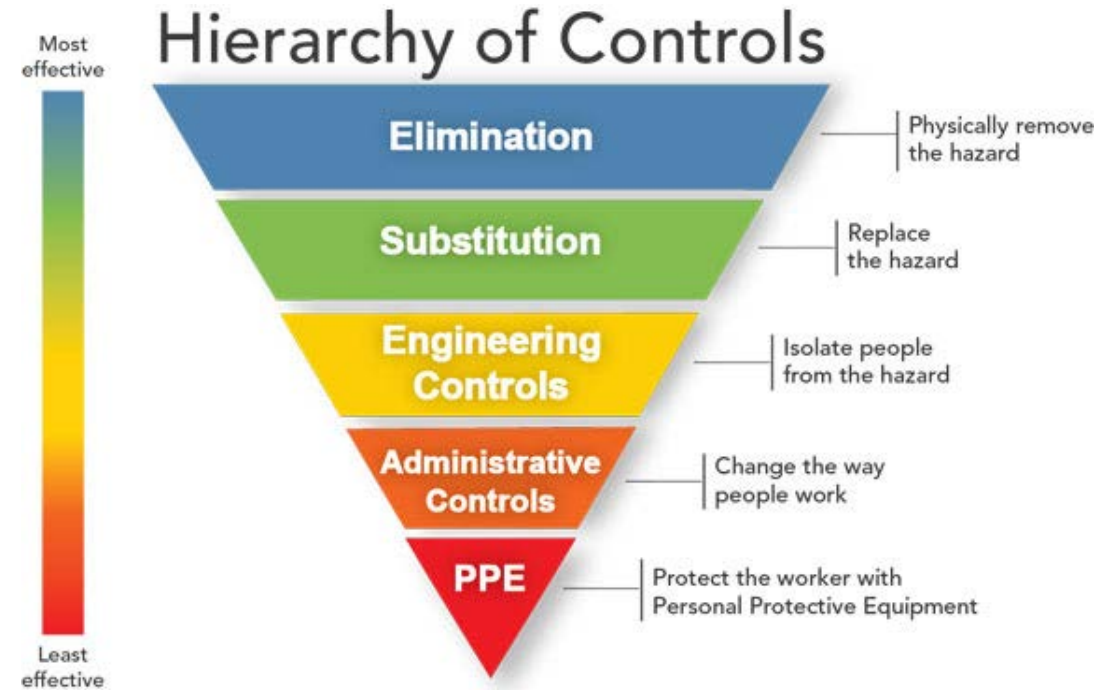 Hierarchy of Controls
Most
effective
Elimination
Physically remove
the hazard
Substitution
Replace
the hazard
Engineering
Controls
Isolate people
from the hazard
Administrative
Controls
Change the way
people work
PPE
Protect the worker with
Personal Protective Equipment
Least
effective